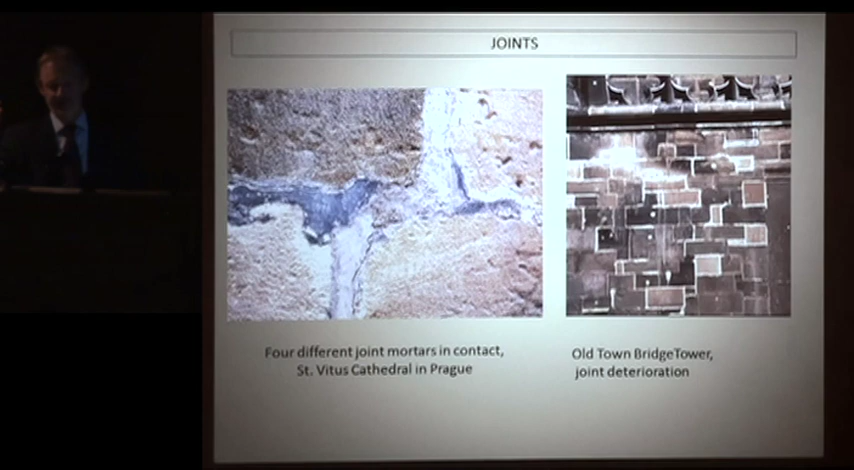 JOINTS
Four different joint mortars in contact,
St. Vitus Cathedral in Prague
Old Town BridgeTower,
joint deterioration